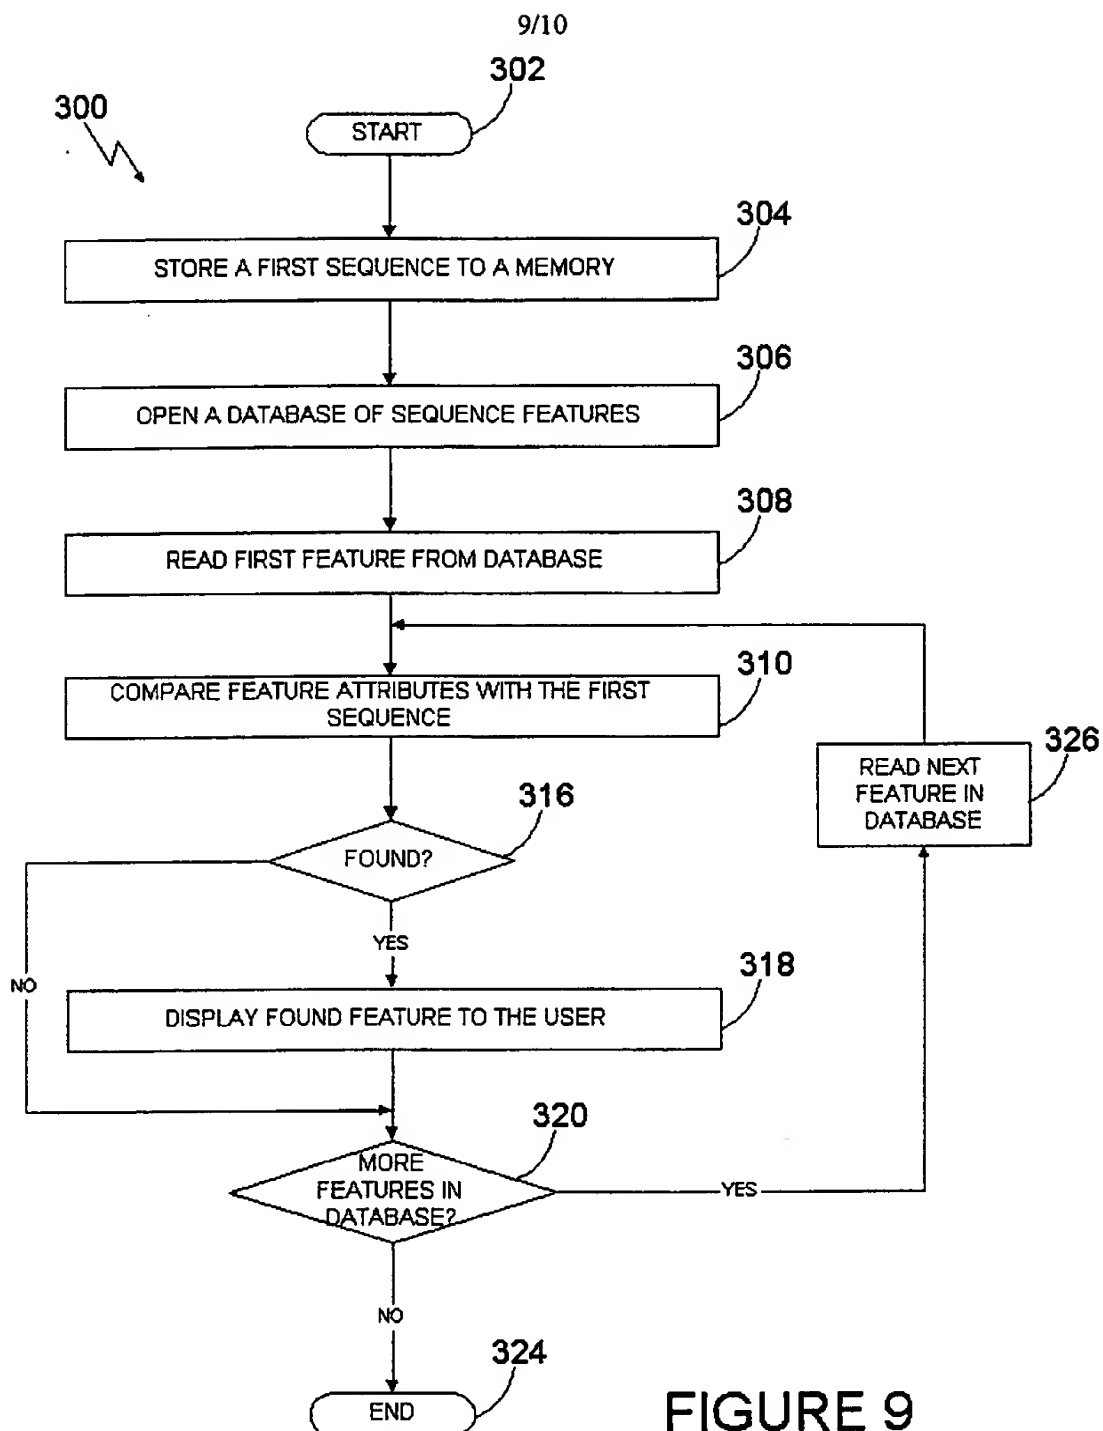 9/10
302
300
START
304
STORE A FIRST SEQUENCE TO A MEMORY
306
OPEN A DATABASE OF SEQUENCE FEATURES
308
READ FIRST FEATURE FROM DATABASE
310
COMPARE FEATURE ATTRIBUTES WITH THE FIRST
SEQUENCE
326
READ NEXT
FEATURE IN
DATABASE
316
FOUND?
YES
NO
318
DISPLAY FOUND FEATURE TO THE USER
320
MORE
FEATURES IN
DATABASE?
YES
NO
324
END
FIGURE 9